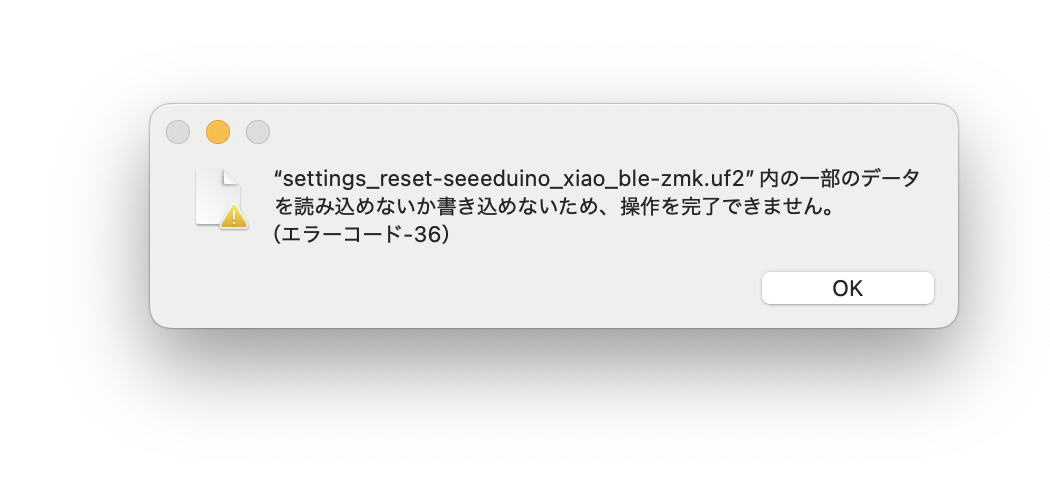 “settings_reset-seeeduino_xiao_ble-zmk.uf2” 内の一部のデータ
を読み込めないか書き込めないため、操作を完了できません。
（エラーコード-36）
OK